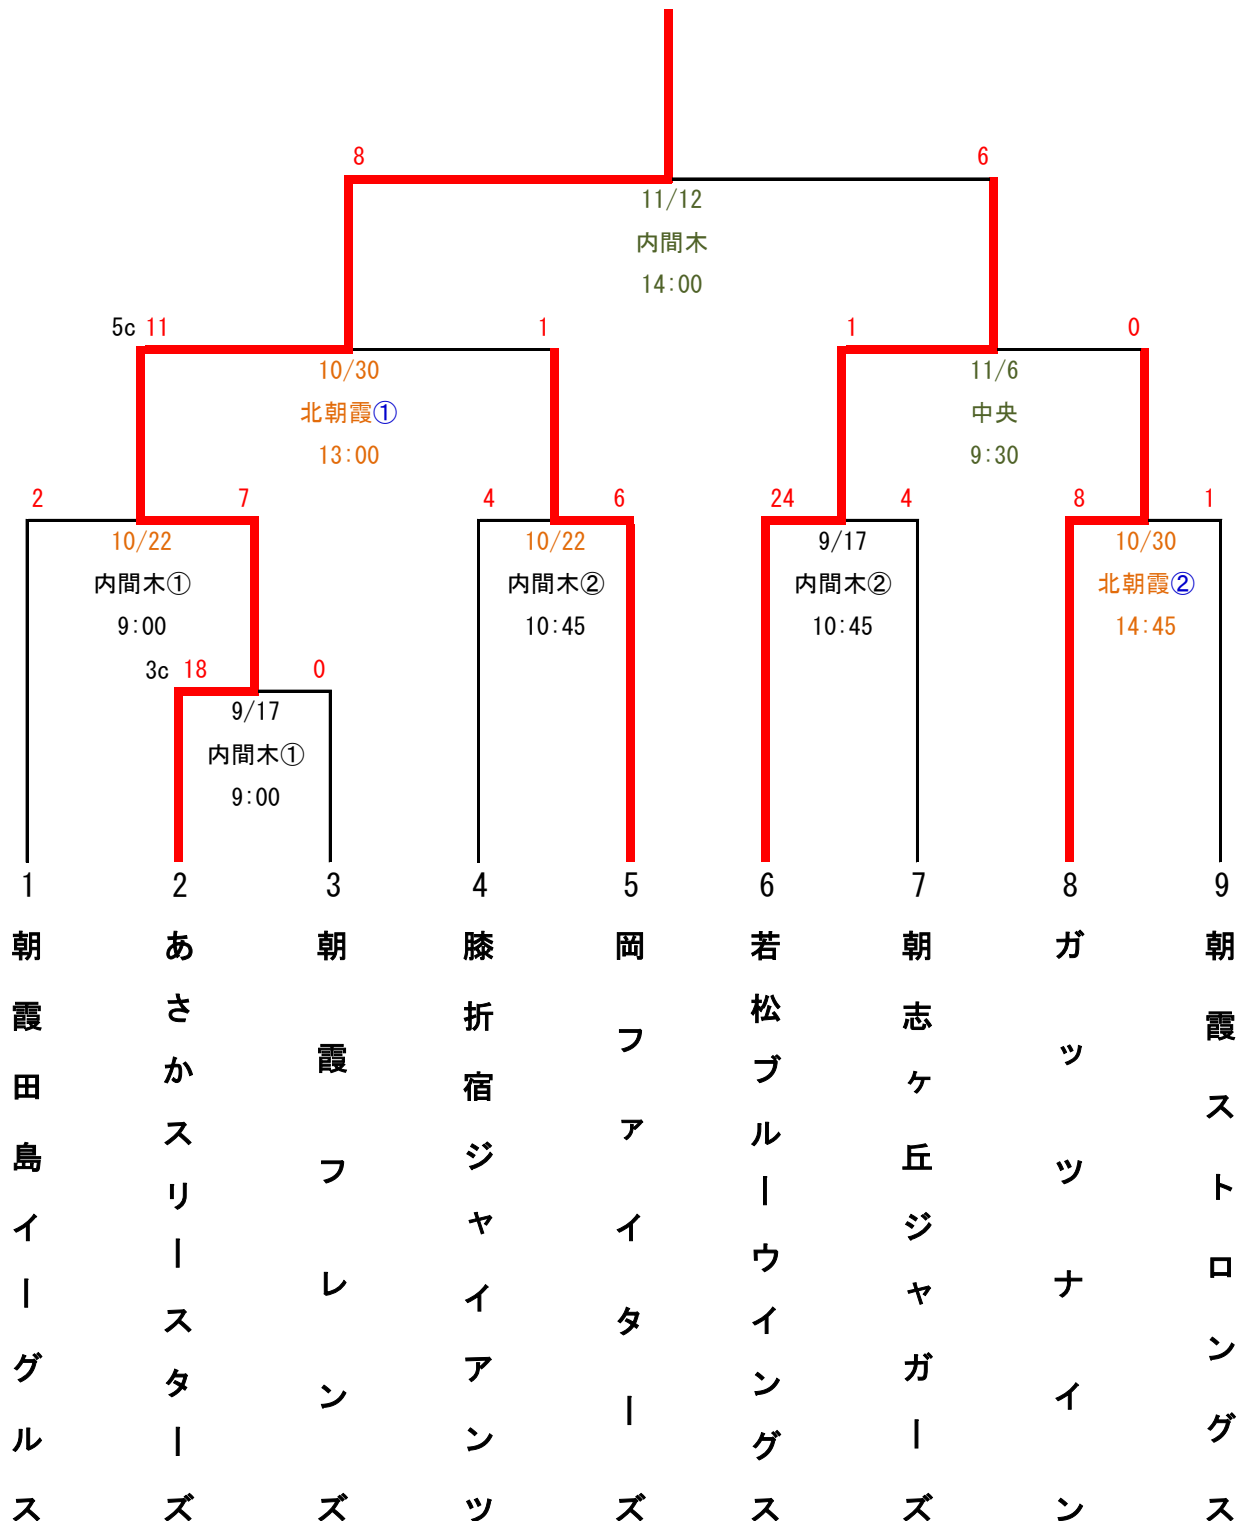 8
6
11/12
内間木
14:00
5c 11
1
1
0
10/30
北朝霞①
13:00
11/6
中央
9:30
2
7
4
6
24
4
8
1
10/22
内間木①
9:00
10/22
内間木②
10:45
9/17
内間木②
10:45
10/30
北朝霞②
14:45
3c 18
0
9/17
内間木①
9:00
1
2
3
4
5
6
7
8
9
朝霞田島イーグルス
あさかスリースターズ
朝霞フレンズ
膝折宿ジャイアンツ
岡ファイターズ
若松ブルーウイングス
朝志ヶ丘ジャガーズ
ガッツナイン
朝霞ストロングス